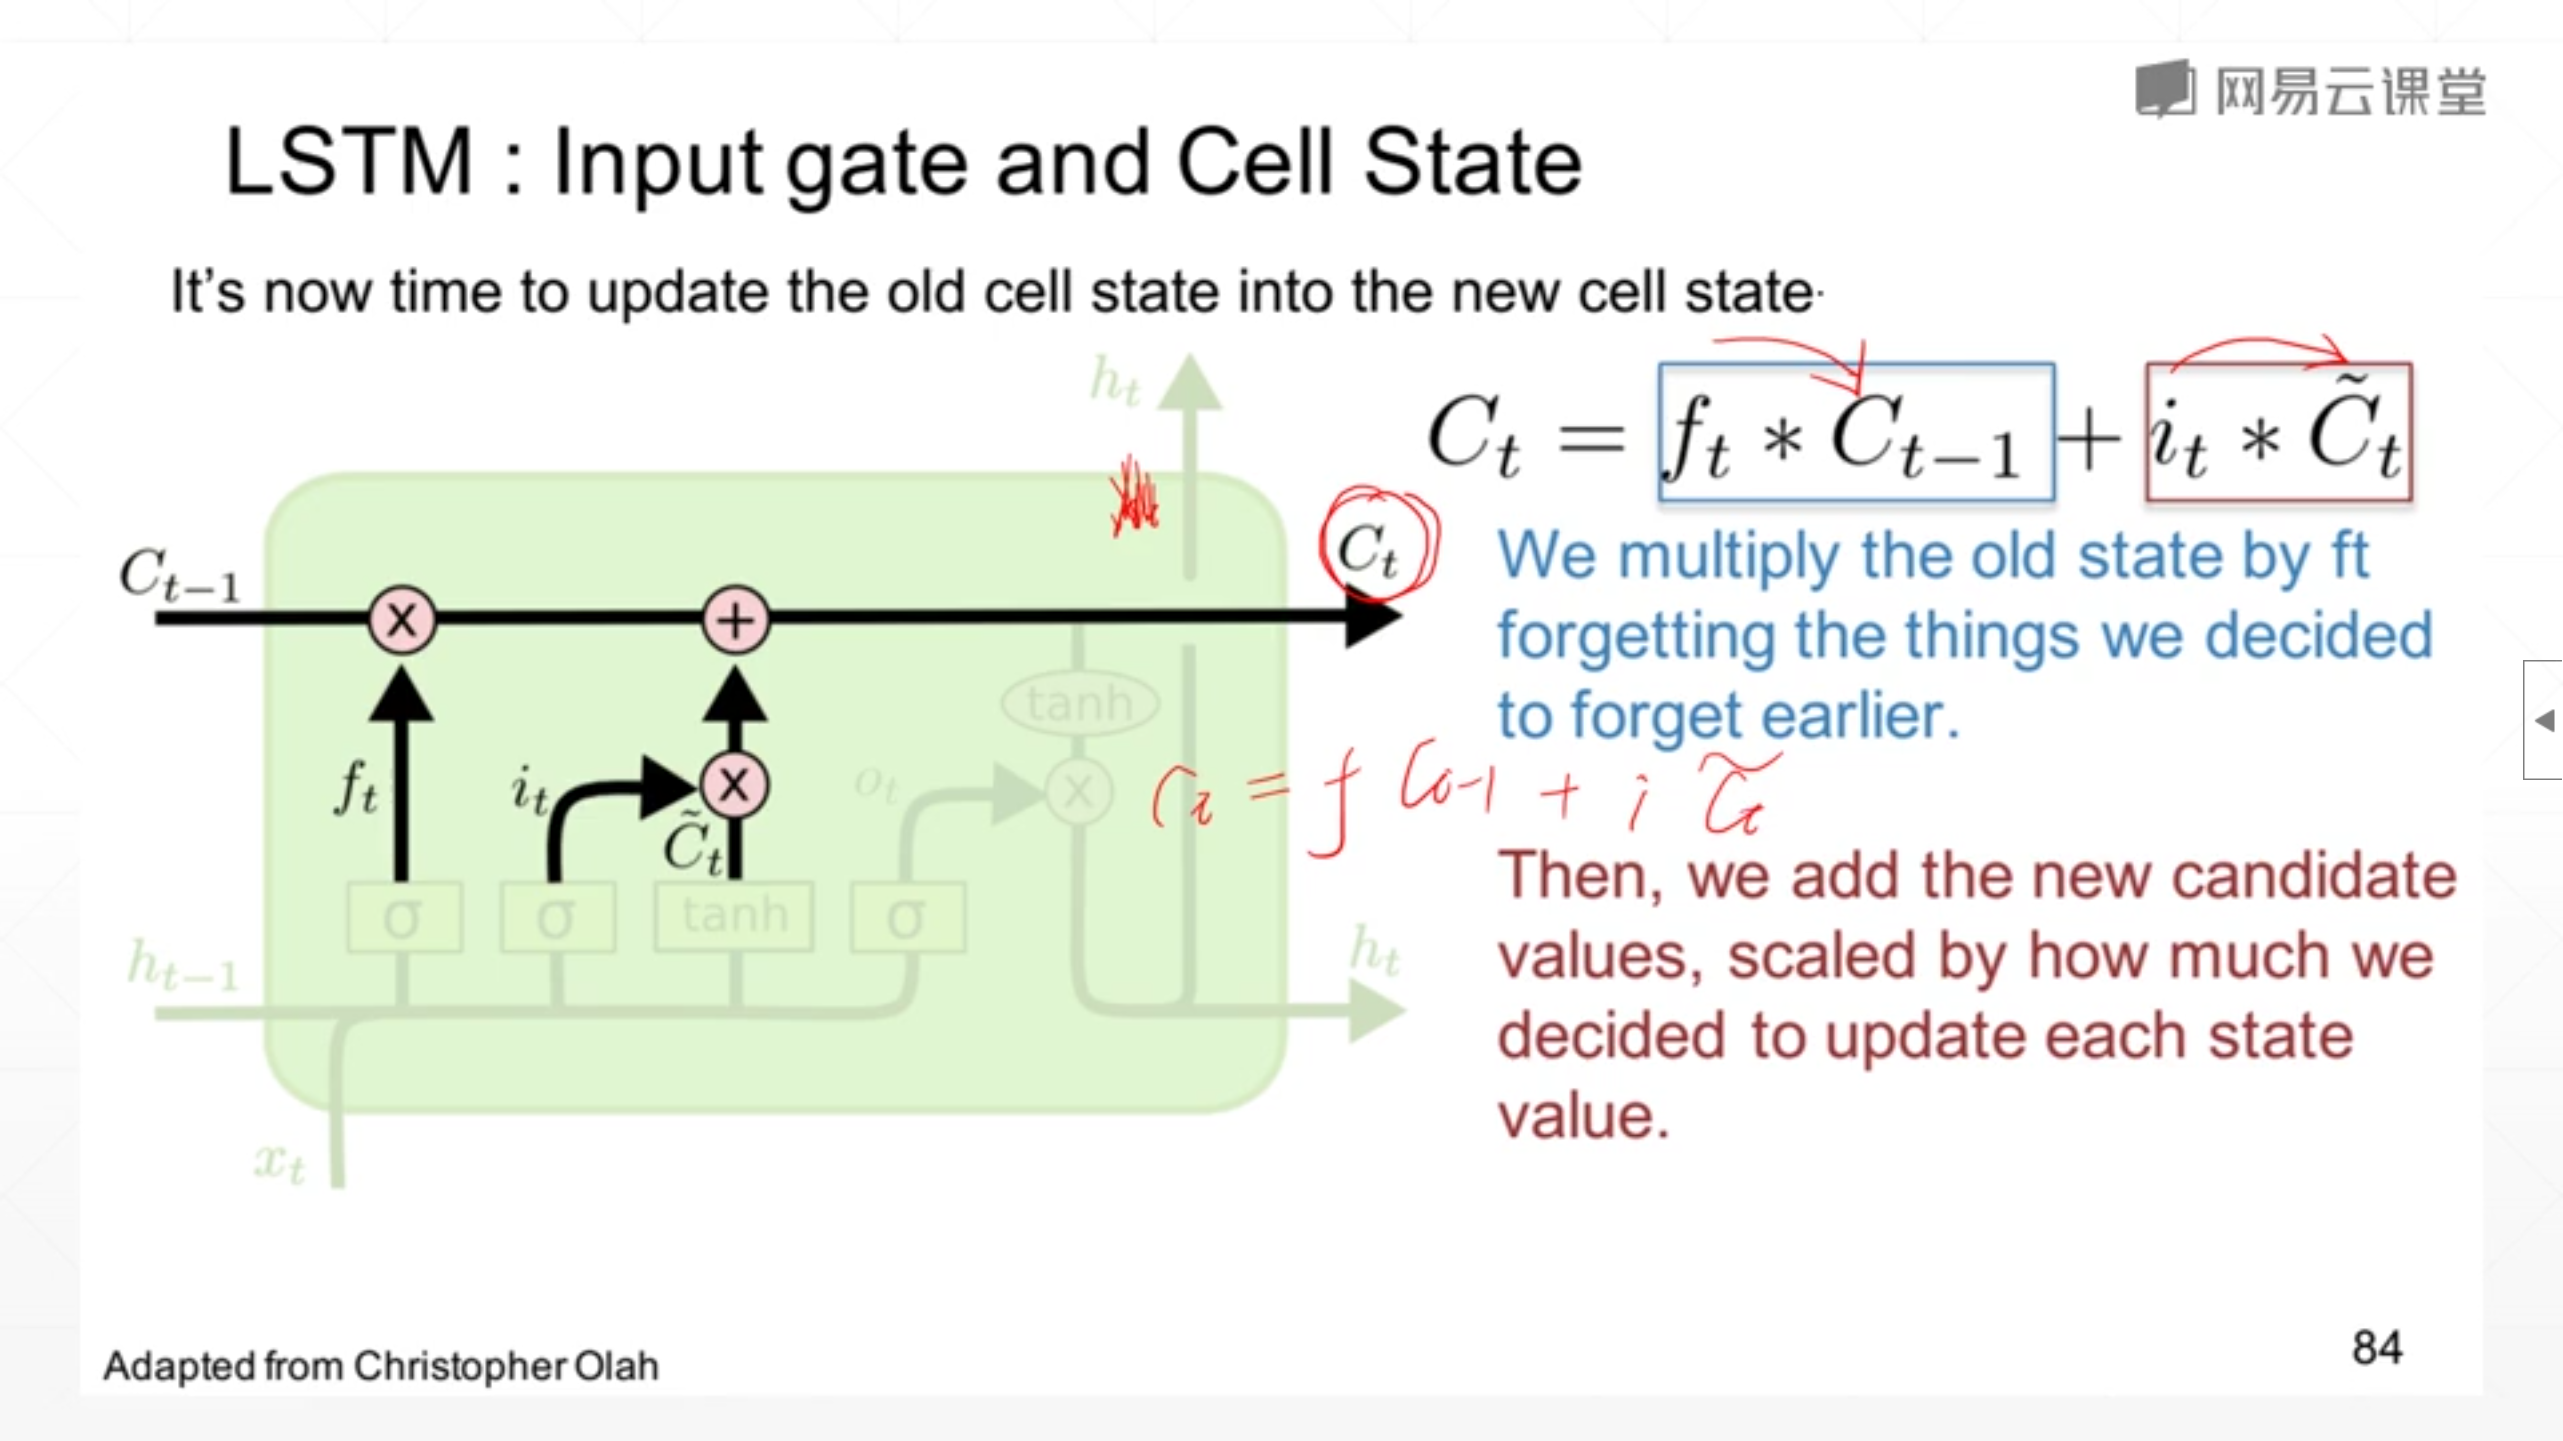 网易云课堂
LSTM : Input gate and Cell State
It's now time to update the old cell state into the new cell state.
h_t
C_t = f_t * C_{t-1} + i_t * C̃_t
C_{t-1}
C_t
x
+
We multiply the old state by ft
forgetting the things we decided
to forget earlier.
tanh
f_t
i_t
x
C̃_t
o_t
x
= f C_{t-1} + i C̃_t
Then, we add the new candidate
values, scaled by how much we
decided to update each state
value.
σ
σ
tanh
σ
h_{t-1}
h_t
x_t
Adapted from Christopher Olah
84